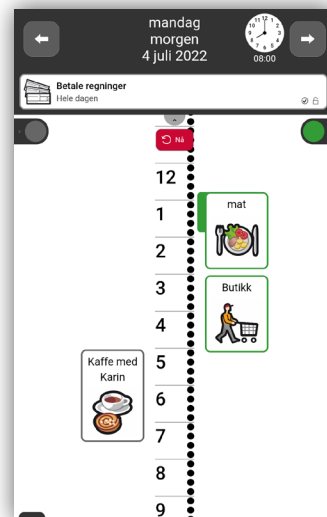 mandag
morgen
4 juli 2022
08:00
Betale regninger
Hele dagen
Nå
12
1
mat
2
3
Butikk
4
Kaffe med
Karin
5
6
7
8
9